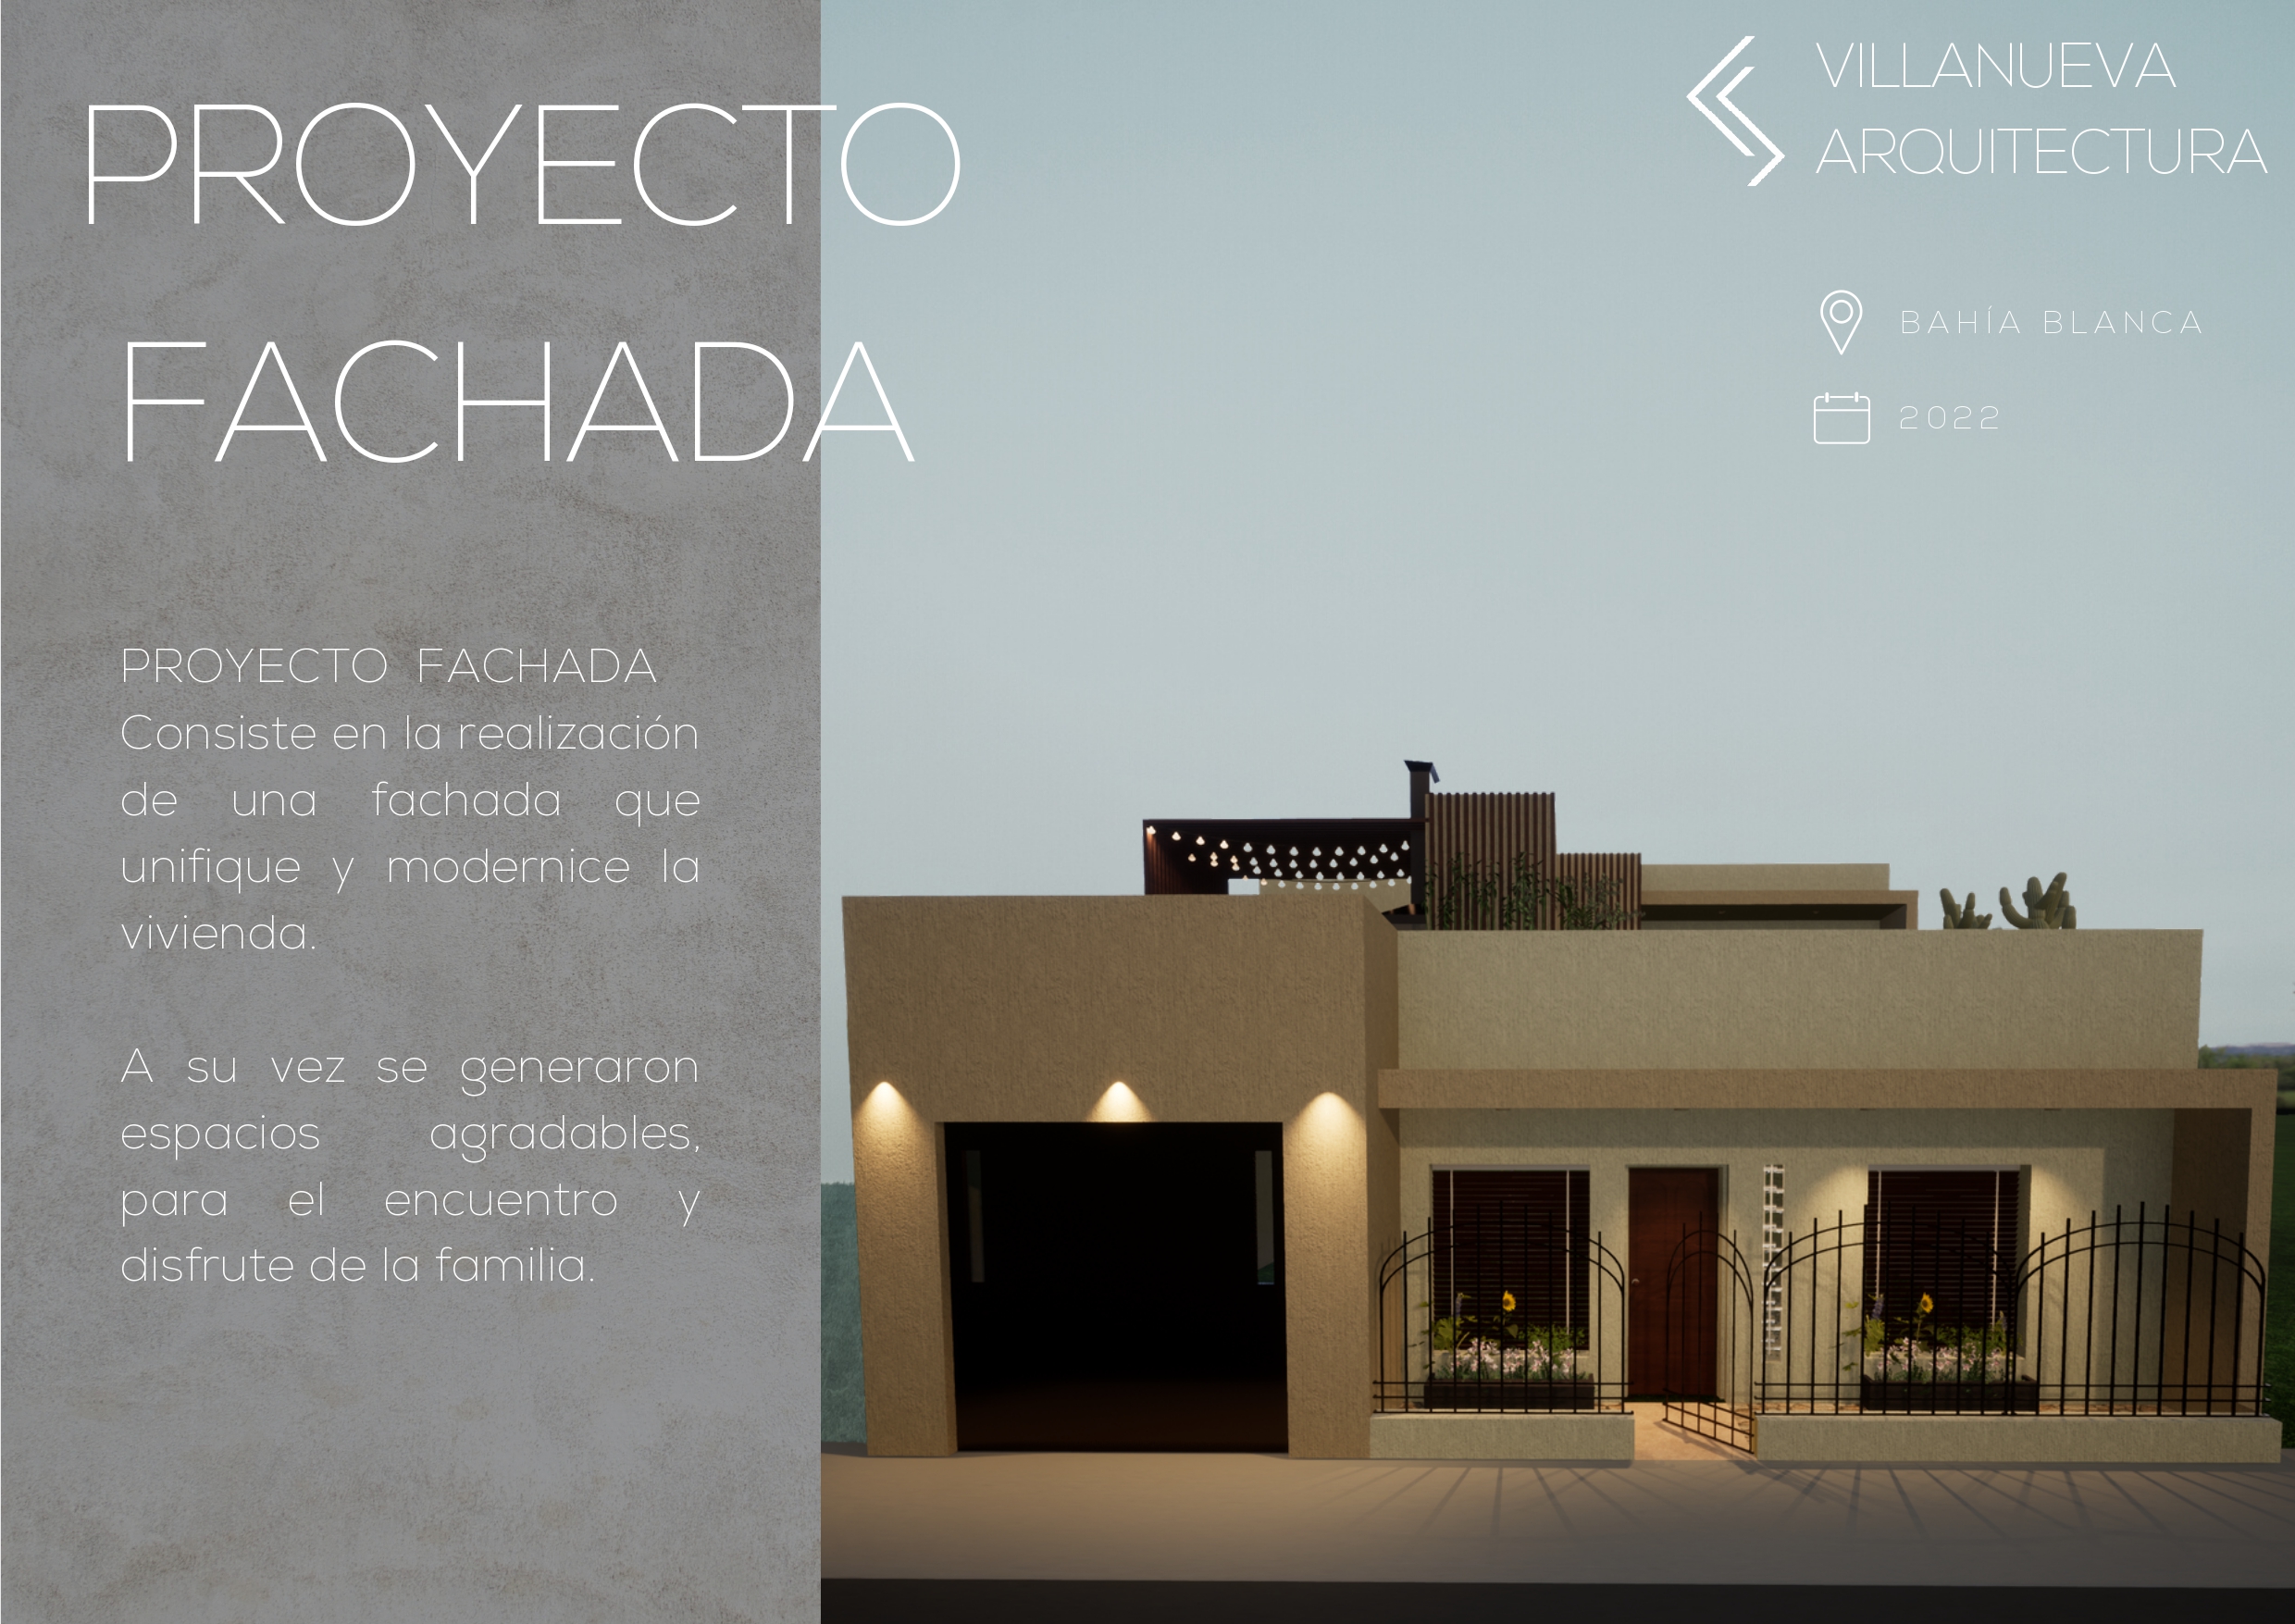 PROYECTO
FACHADA
VILLANUEVA
ARQUITECTURA
BAHÍA BLANCA
2022
PROYECTO FACHADA
Consiste en la realización
de una fachada que
unifique y modernice la
vivienda.
A su vez se generaron
espacios agradables,
para el encuentro y
disfrute de la familia.